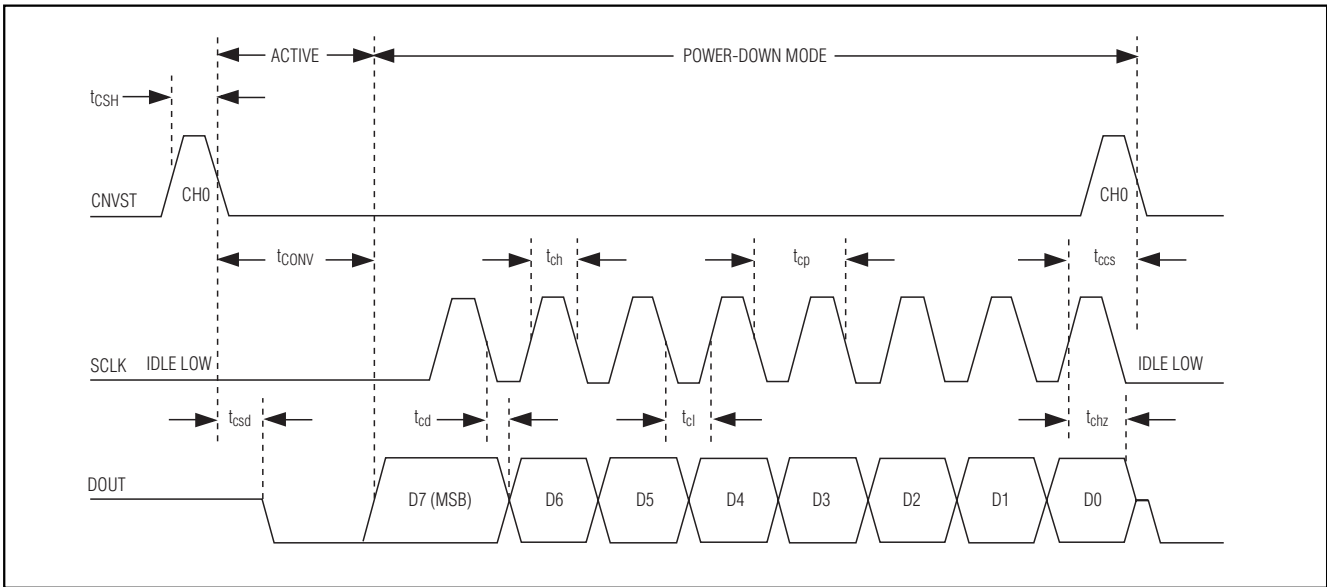 ACTIVE
POWER-DOWN MODE
tCSH
CNVST
CH0
CH0
tCONV
tch
tcp
tccs
SCLK
IDLE LOW
IDLE LOW
tcsd
tcd
tcl
tchz
DOUT
D7 (MSB)
D6
D5
D4
D3
D2
D1
D0